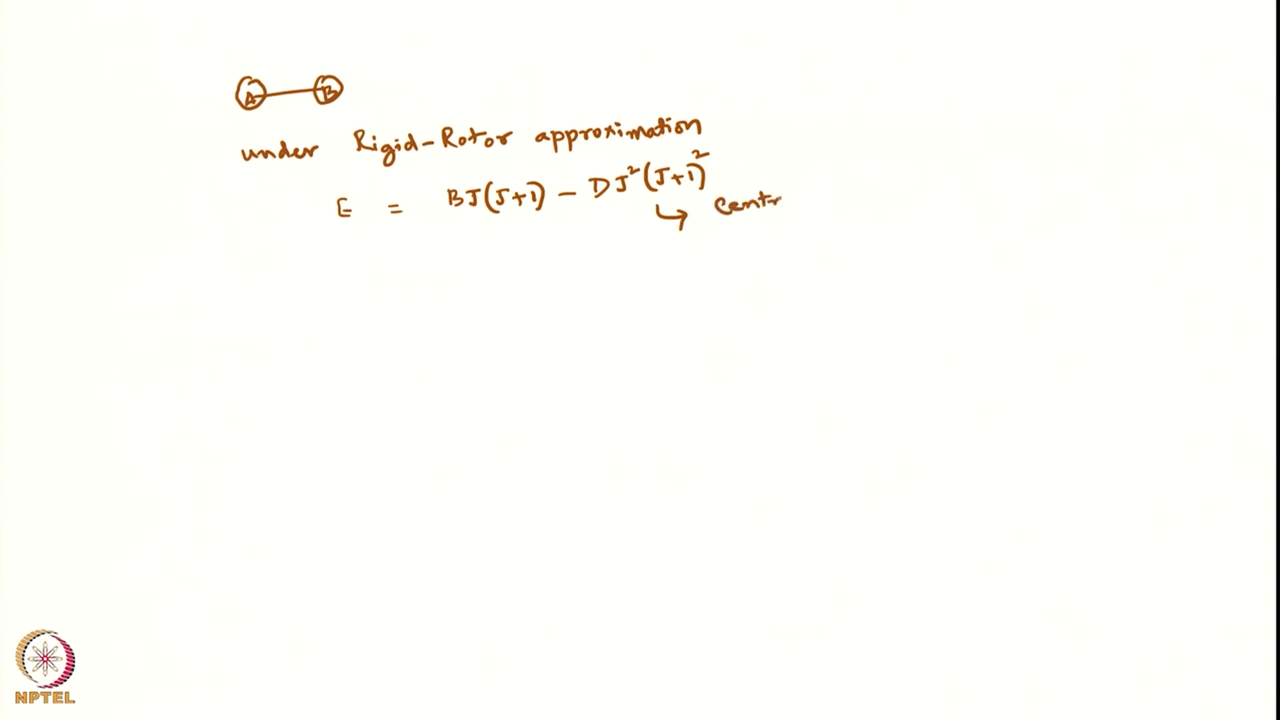 A B
under Rigid-Rotor approximation
E = BJ(J+1) - DJ²(J+1)²
↳ Centr
NPTEL